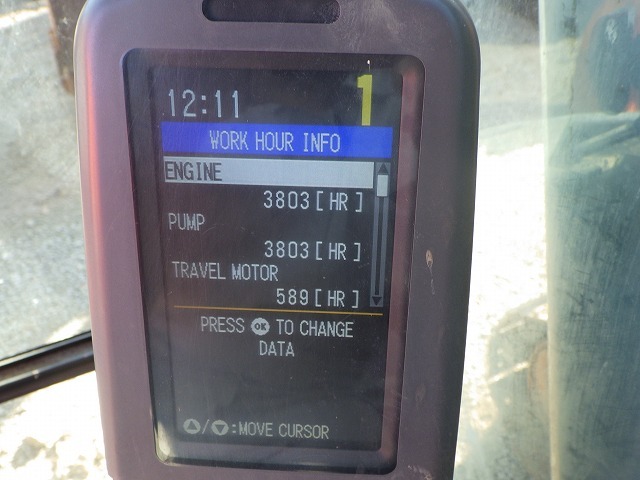 12:11 1
WORK HOUR INFO
ENGINE
3803[HR]
PUMP
3803[HR]
TRAVEL MOTOR
589[HR]
PRESS OK TO CHANGE
DATA
▲/▼:MOVE CURSOR